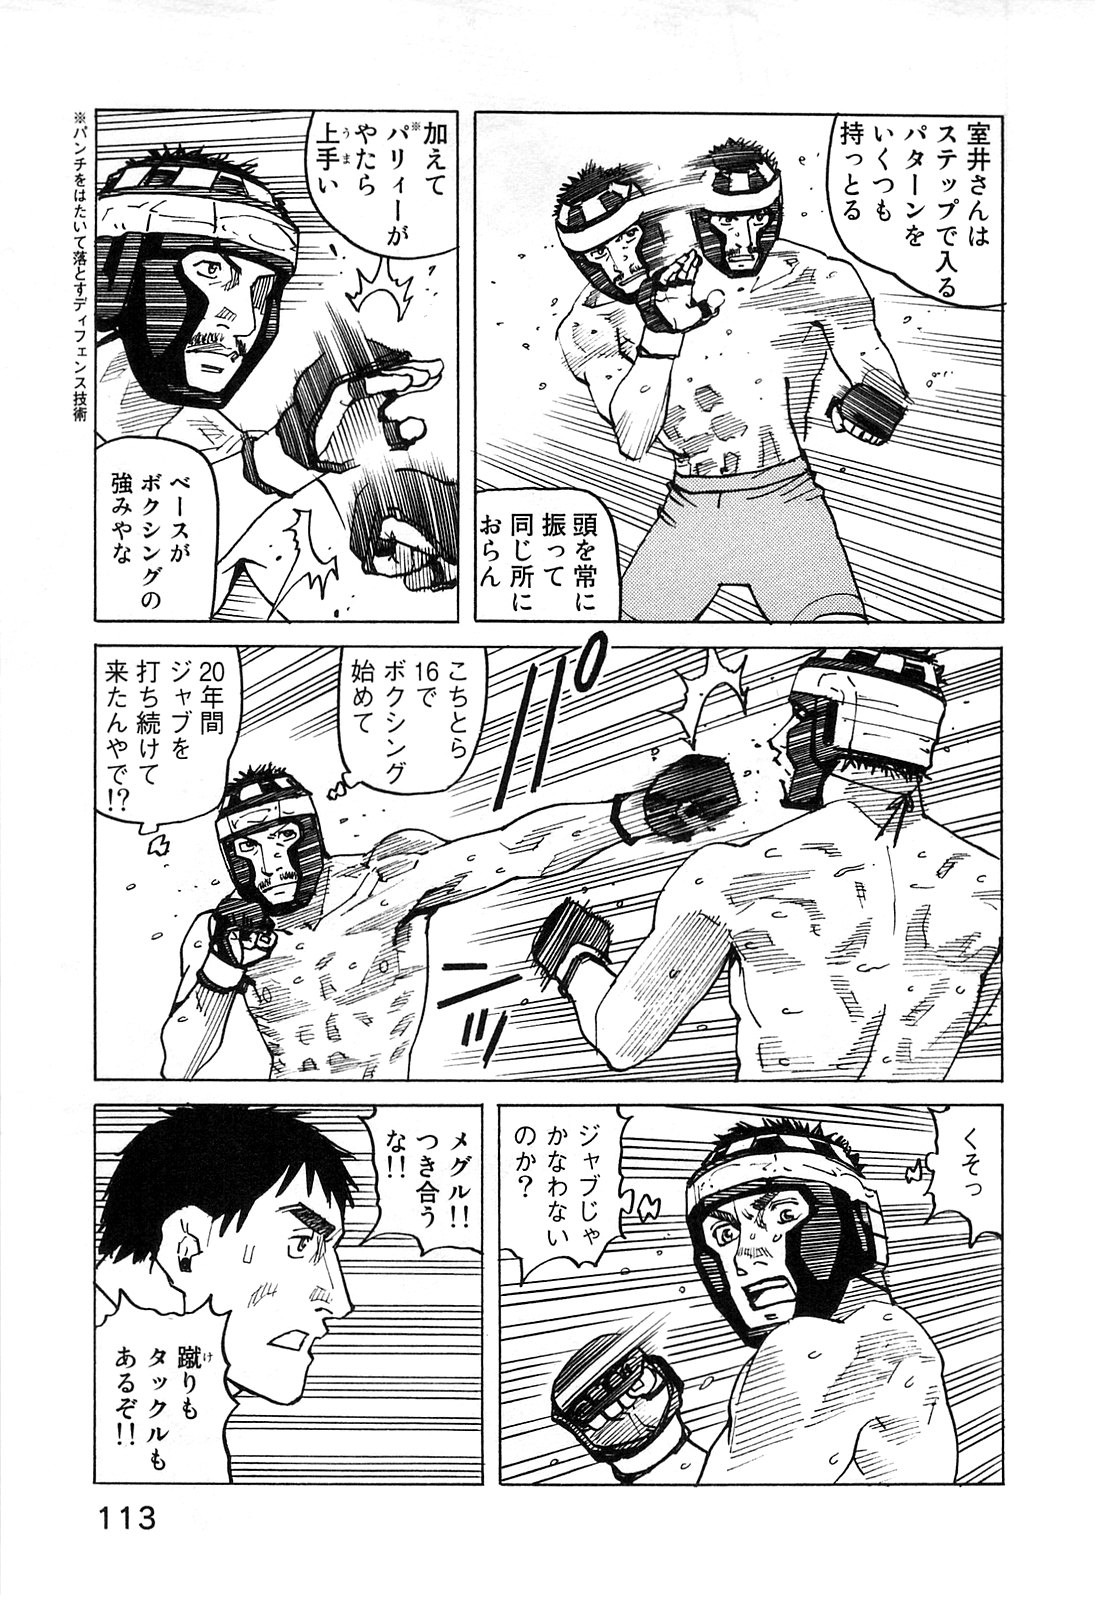 室井さんは
ステップで入る
パターンを
いくつも
持っとる
頭を常に
振って
同じ所に
おらん
加えて
※パリィーが
やたら
上手い
うま
ベースが
ボクシングの
強みやな
※パンチをはたいて落とすディフェンス技術
こちとら
16で
ボクシング
始めて
20年間
ジャブを
打ち続けて
来たんやで!?
パーンッ
くそっ
ジャブじゃ
かなわない
のか?
メグル!!
つき合う
な!!
蹴りも
け
タックルも
あるぞ!!
113